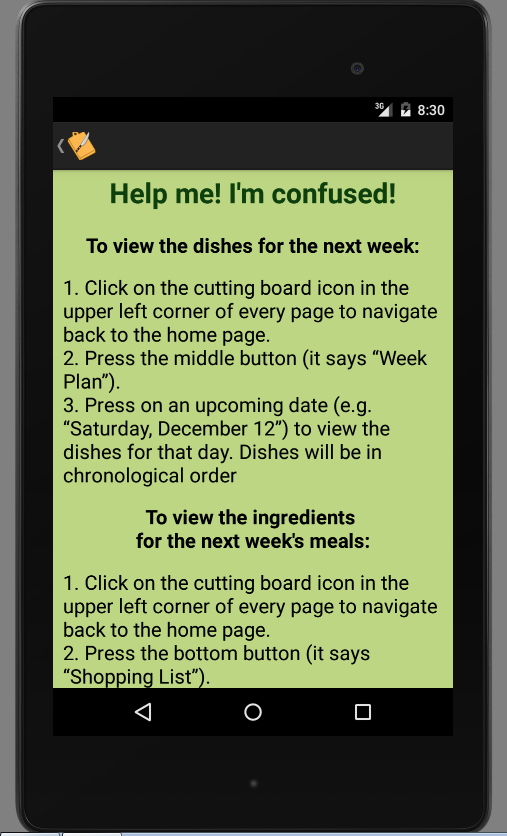 3G 8:30
Help me! I'm confused!
To view the dishes for the next week:
1. Click on the cutting board icon in the
upper left corner of every page to navigate
back to the home page.
2. Press the middle button (it says “Week
Plan”).
3. Press on an upcoming date (e.g.
“Saturday, December 12”) to view the
dishes for that day. Dishes will be in
chronological order
To view the ingredients
for the next week's meals:
1. Click on the cutting board icon in the
upper left corner of every page to navigate
back to the home page.
2. Press the bottom button (it says
“Shopping List”).